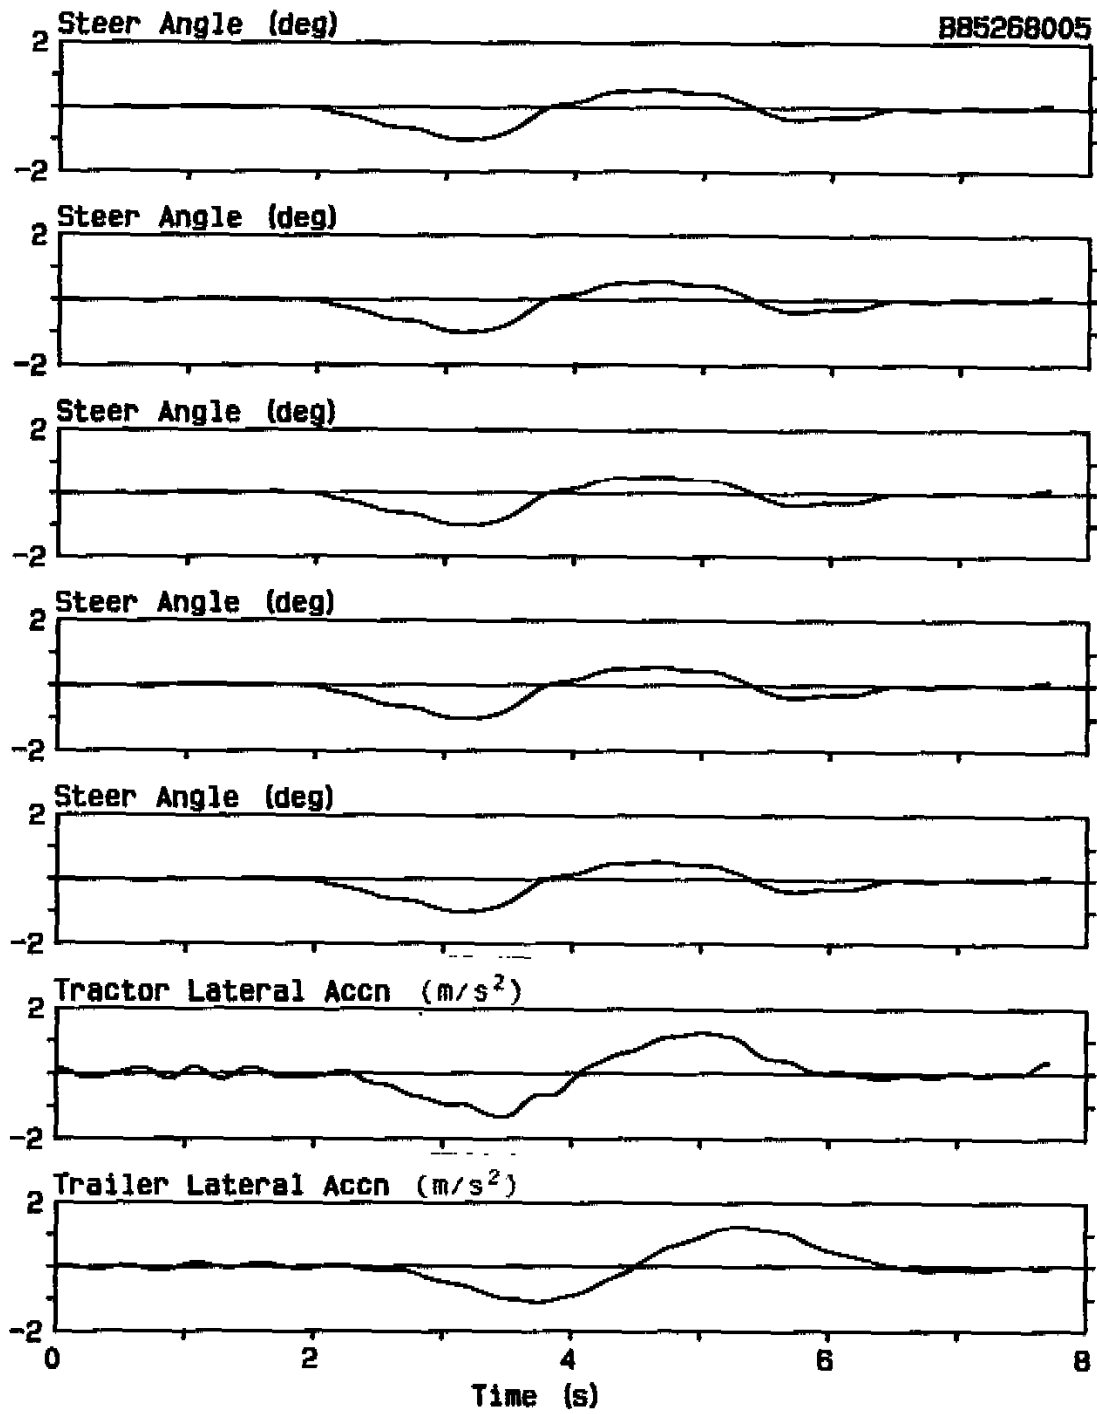 Steer Angle (deg) B85268005
2
-2
Steer Angle (deg)
2
-2
Steer Angle (deg)
2
-2
Steer Angle (deg)
2
-2
Steer Angle (deg)
2
-2
Tractor Lateral Accn (m/s²)
2
-2
Trailer Lateral Accn (m/s²)
2
-2
0 2 4 6 8
Time (s)